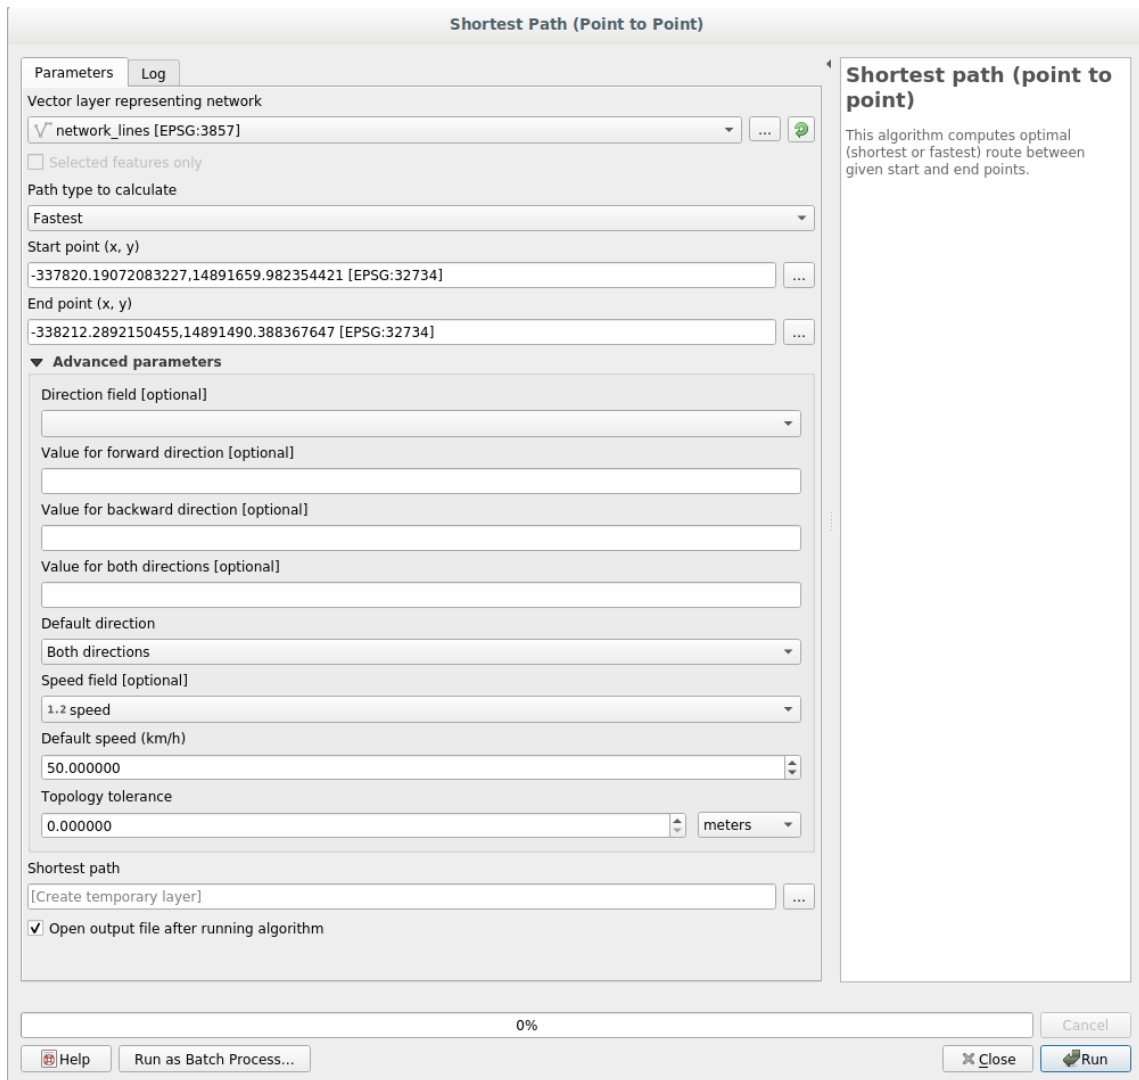 Shortest Path (Point to Point)
Parameters
Log
Vector layer representing network
network_lines [EPSG:3857]
...
Selected features only
Path type to calculate
Fastest
Start point (x, y)
-337820.19072083227,14891659.982354421 [EPSG:32734]
...
End point (x, y)
-338212.2892150455,14891490.388367647 [EPSG:32734]
...
Advanced parameters
Direction field [optional]
Value for forward direction [optional]
Value for backward direction [optional]
Value for both directions [optional]
Default direction
Both directions
Speed field [optional]
1.2 speed
Default speed (km/h)
50.000000
Topology tolerance
0.000000
meters
Shortest path
[Create temporary layer]
...
Open output file after running algorithm
Shortest path (point to
point)
This algorithm computes optimal
(shortest or fastest) route between
given start and end points.
0%
Cancel
Help
Run as Batch Process...
Close
Run